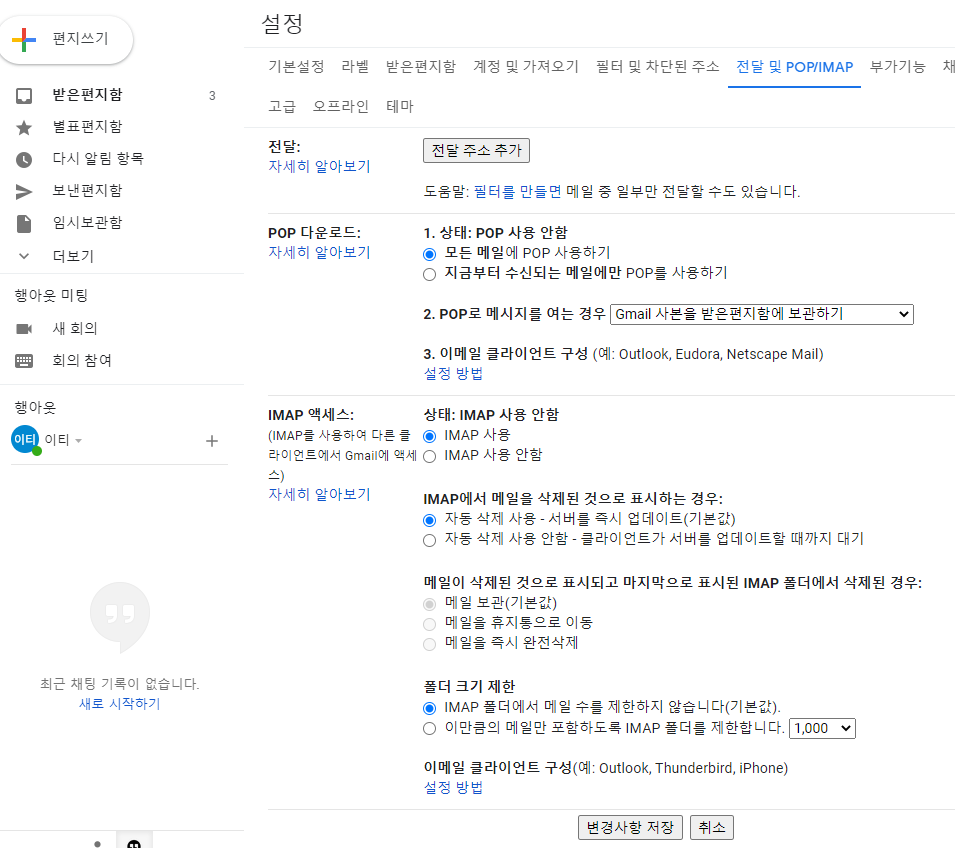 편지쓰기
받은편지함 3
별표편지함
다시 알림 항목
보낸편지함
임시보관함
더보기
행아웃 미팅
새 회의
회의 참여
행아웃
이티 이티
최근 채팅 기록이 없습니다.
새로 시작하기
설정
기본설정 라벨 받은편지함 계정 및 가져오기 필터 및 차단된 주소 전달 및 POP/IMAP 부가기능 채
고급 오프라인 테마
전달:
자세히 알아보기
전달 주소 추가
도움말: 필터를 만들면 메일 중 일부만 전달할 수도 있습니다.
POP 다운로드:
자세히 알아보기
1. 상태: POP 사용 안함
모든 메일에 POP 사용하기
지금부터 수신되는 메일에만 POP를 사용하기
2. POP로 메시지를 여는 경우 Gmail 사본을 받은편지함에 보관하기
3. 이메일 클라이언트 구성 (예: Outlook, Eudora, Netscape Mail)
설정 방법
IMAP 액세스:
(IMAP를 사용하여 다른 클
라이언트에서 Gmail에 액세
스)
자세히 알아보기
상태: IMAP 사용 안함
IMAP 사용
IMAP 사용 안함
IMAP에서 메일을 삭제된 것으로 표시하는 경우:
자동 삭제 사용 - 서버를 즉시 업데이트(기본값)
자동 삭제 사용 안함 - 클라이언트가 서버를 업데이트할 때까지 대기
메일이 삭제된 것으로 표시되고 마지막으로 표시된 IMAP 폴더에서 삭제된 경우:
메일 보관(기본값)
메일을 휴지통으로 이동
메일을 즉시 완전삭제
폴더 크기 제한
IMAP 폴더에서 메일 수를 제한하지 않습니다(기본값).
이만큼의 메일만 포함하도록 IMAP 폴더를 제한합니다. 1,000
이메일 클라이언트 구성(예: Outlook, Thunderbird, iPhone)
설정 방법
변경사항 저장 취소